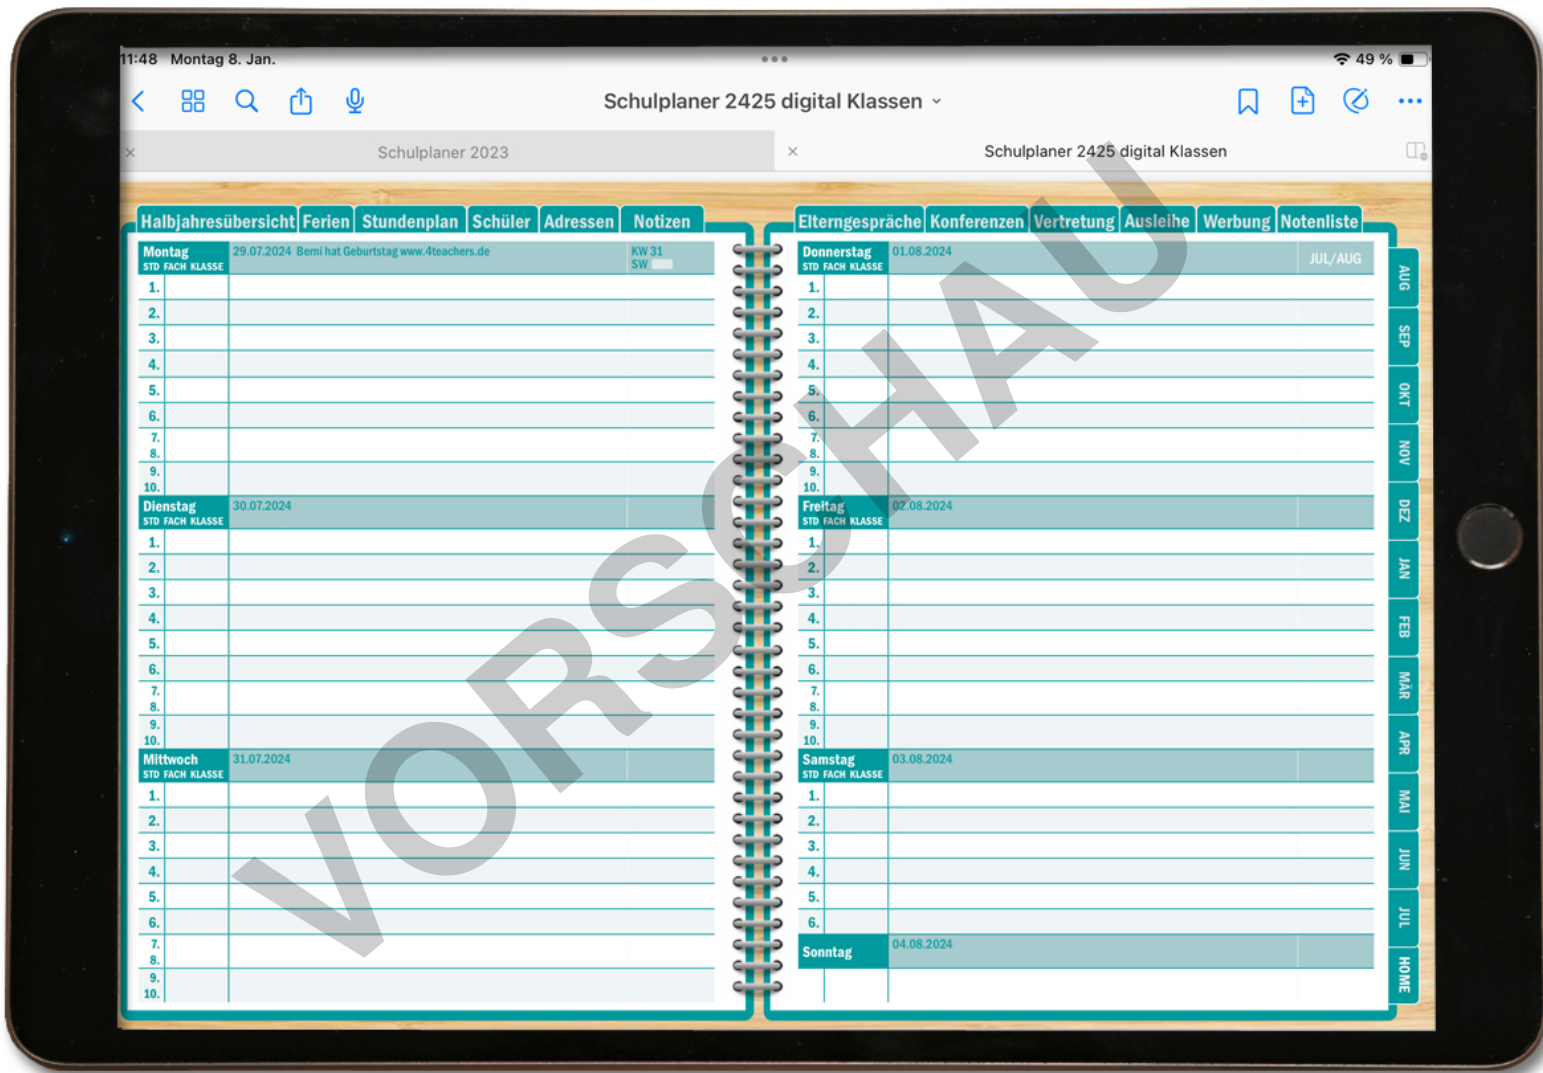 11:48 Montag 8. Jan.
49 %
Schulplaner 2425 digital Klassen
Schulplaner 2023
Schulplaner 2425 digital Klassen
Halbjahresübersicht Ferien Stundenplan Schüler Adressen Notizen
Montag 29.07.2024 Berni hat Geburtstag www.4teachers.de KW 31
STD FACH KLASSE SW
1.
2.
3.
4.
5.
6.
7.
8.
9.
10.
Dienstag 30.07.2024
STD FACH KLASSE
1.
2.
3.
4.
5.
6.
7.
8.
9.
10.
Mittwoch 31.07.2024
STD FACH KLASSE
1.
2.
3.
4.
5.
6.
7.
8.
9.
10.
Elterngespräche Konferenzen Vertretung Ausleihe Werbung Notenliste
Donnerstag 01.08.2024 JUL/AUG
STD FACH KLASSE
1.
2.
3.
4.
5.
6.
7.
8.
9.
10.
Freitag 02.08.2024
STD FACH KLASSE
1.
2.
3.
4.
5.
6.
7.
8.
9.
10.
Samstag 03.08.2024
STD FACH KLASSE
1.
2.
3.
4.
5.
6.
Sonntag 04.08.2024
AUG
SEP
OKT
NOV
DEZ
JAN
FEB
MÄR
APR
MAI
JUN
JUL
HOME
VORSCHAU